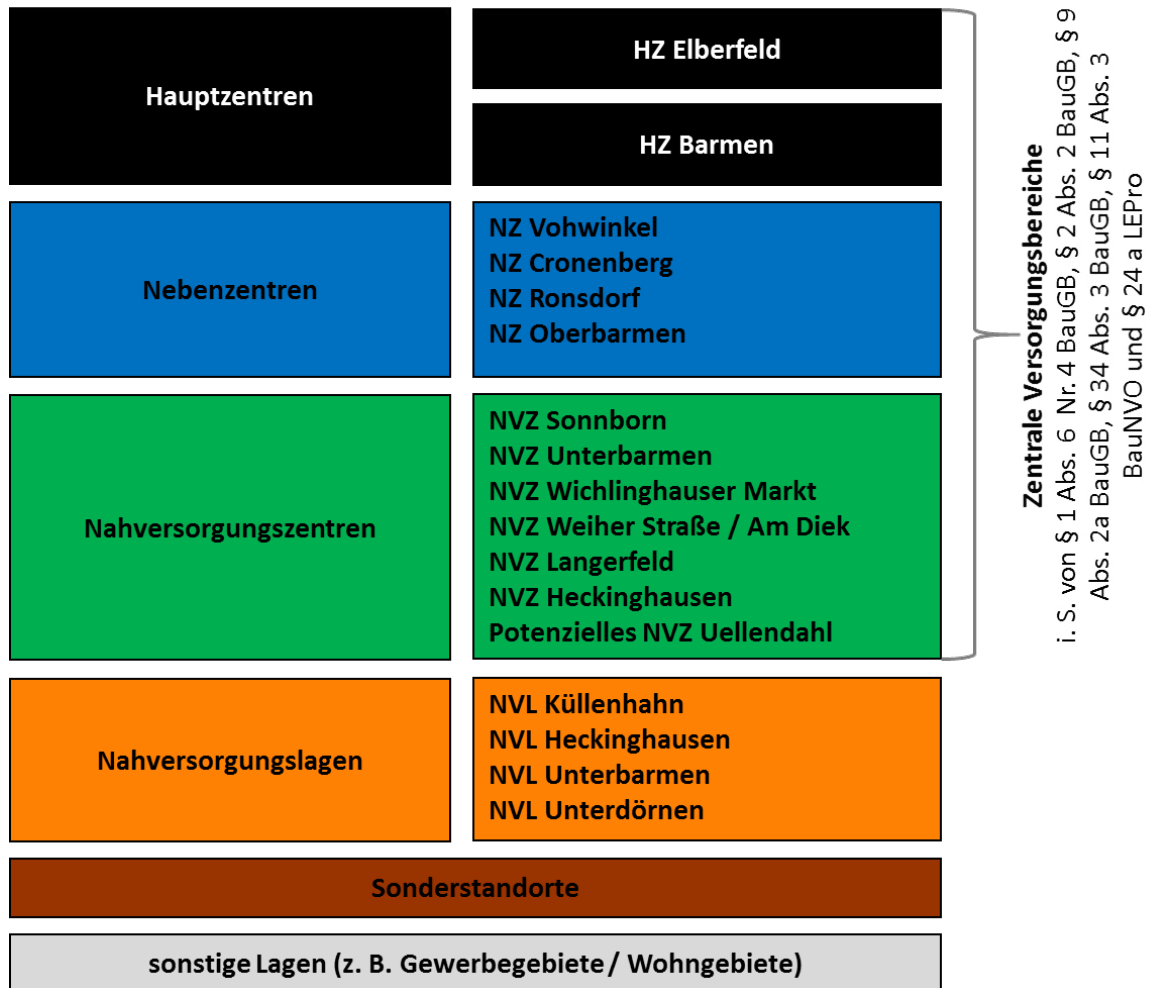 Hauptzentren
HZ Elberfeld
HZ Barmen
Nebenzentren
NZ Vohwinkel
NZ Cronenberg
NZ Ronsdorf
NZ Oberbarmen
Nahversorgungszentren
NVZ Sonnborn
NVZ Unterbarmen
NVZ Wichlinghauser Markt
NVZ Weiher Straße / Am Diek
NVZ Langerfeld
NVZ Heckinghausen
Potenzielles NVZ Uellendahl
Nahversorgungslagen
NVL Küllenhahn
NVL Heckinghausen
NVL Unterbarmen
NVL Unterdörnen
Sonderstandorte
sonstige Lagen (z. B. Gewerbegebiete / Wohngebiete)
Zentrale Versorgungsbereiche
i. S. von § 1 Abs. 6 Nr. 4 BauGB, § 2 Abs. 2 BauGB, § 9
Abs. 2a BauGB, § 34 Abs. 3 BauGB, § 11 Abs. 3
BauNVO und § 24 a LEPro